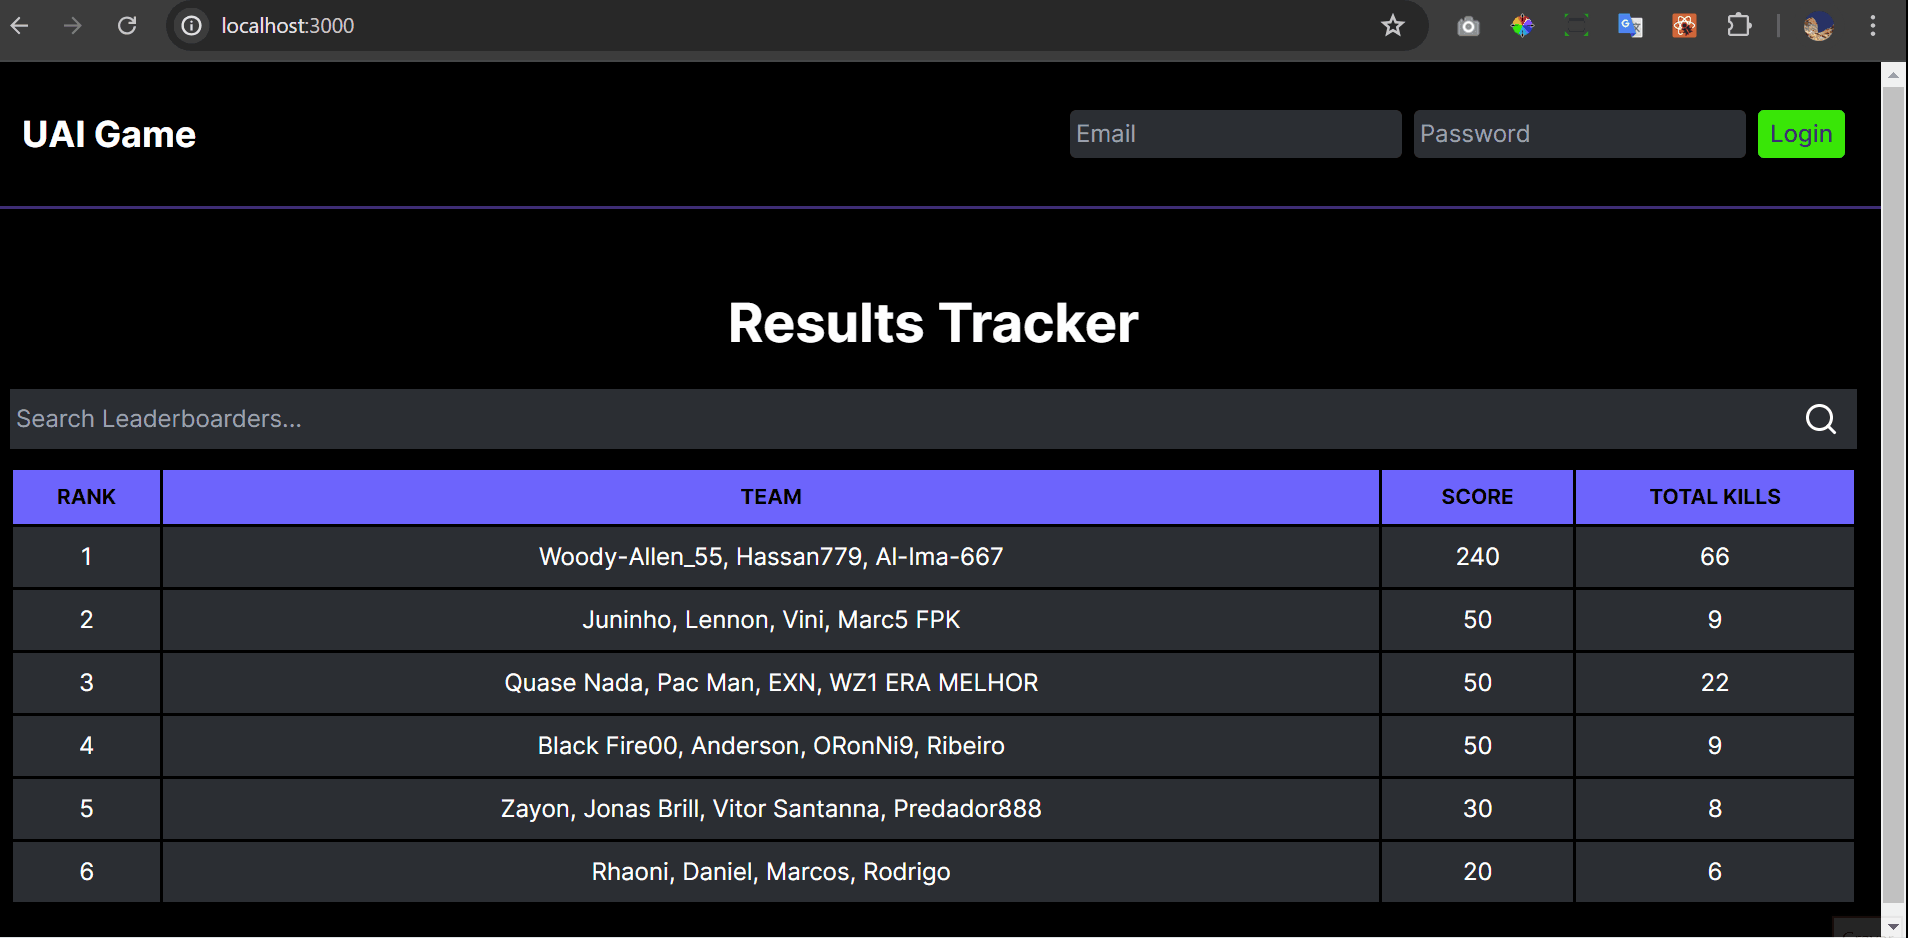 localhost:3000
UAI Game
Email Password Login
Results Tracker
Search Leaderboarders...
RANK TEAM SCORE TOTAL KILLS
1 Woody-Allen_55, Hassan779, Al-Ima-667 240 66
2 Juninho, Lennon, Vini, Marc5 FPK 50 9
3 Quase Nada, Pac Man, EXN, WZ1 ERA MELHOR 50 22
4 Black Fire00, Anderson, ORonNi9, Ribeiro 50 9
5 Zayon, Jonas Brill, Vitor Santanna, Predador888 30 8
6 Rhaoni, Daniel, Marcos, Rodrigo 20 6